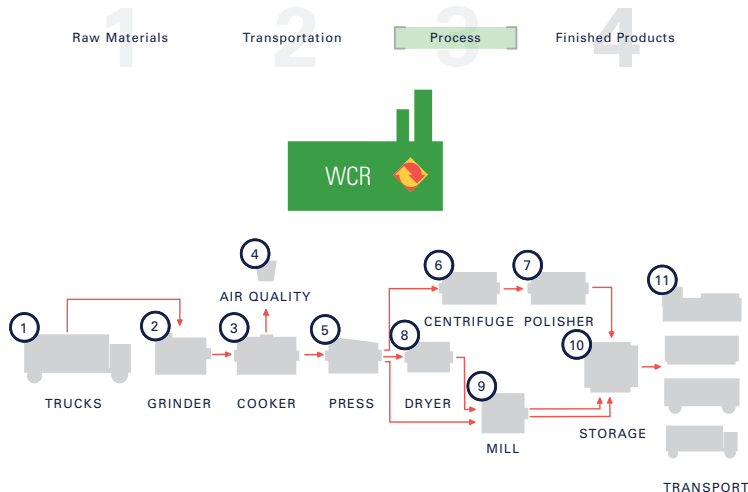 1 Raw Materials
2 Transportation
3 Process
4 Finished Products
WCR
1
TRUCKS
2
GRINDER
3
COOKER
4
AIR QUALITY
5
PRESS
6
CENTRIFUGE
7
POLISHER
8
DRYER
9
MILL
10
STORAGE
11
TRANSPORT